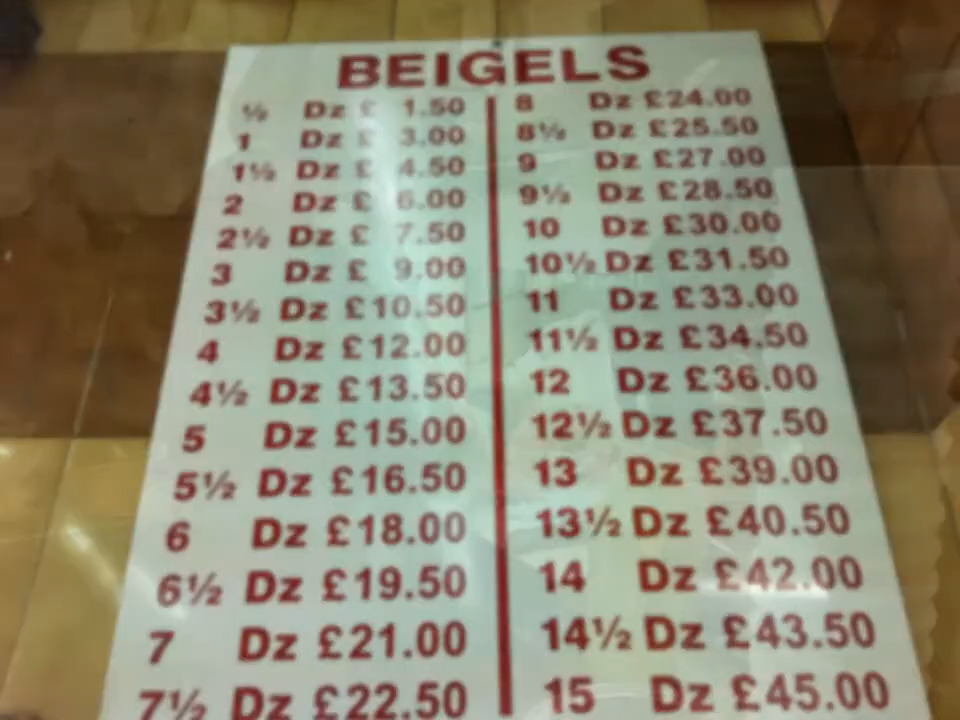 BEIGELS
½ Dz £ 1.50
1 Dz £ 3.00
1½ Dz £ 4.50
2 Dz £ 6.00
2½ Dz £ 7.50
3 Dz £ 9.00
3½ Dz £10.50
4 Dz £12.00
4½ Dz £13.50
5 Dz £15.00
5½ Dz £16.50
6 Dz £18.00
6½ Dz £19.50
7 Dz £21.00
7½ Dz £22.50
8 Dz £24.00
8½ Dz £25.50
9 Dz £27.00
9½ Dz £28.50
10 Dz £30.00
10½ Dz £31.50
11 Dz £33.00
11½ Dz £34.50
12 Dz £36.00
12½ Dz £37.50
13 Dz £39.00
13½ Dz £40.50
14 Dz £42.00
14½ Dz £43.50
15 Dz £45.00